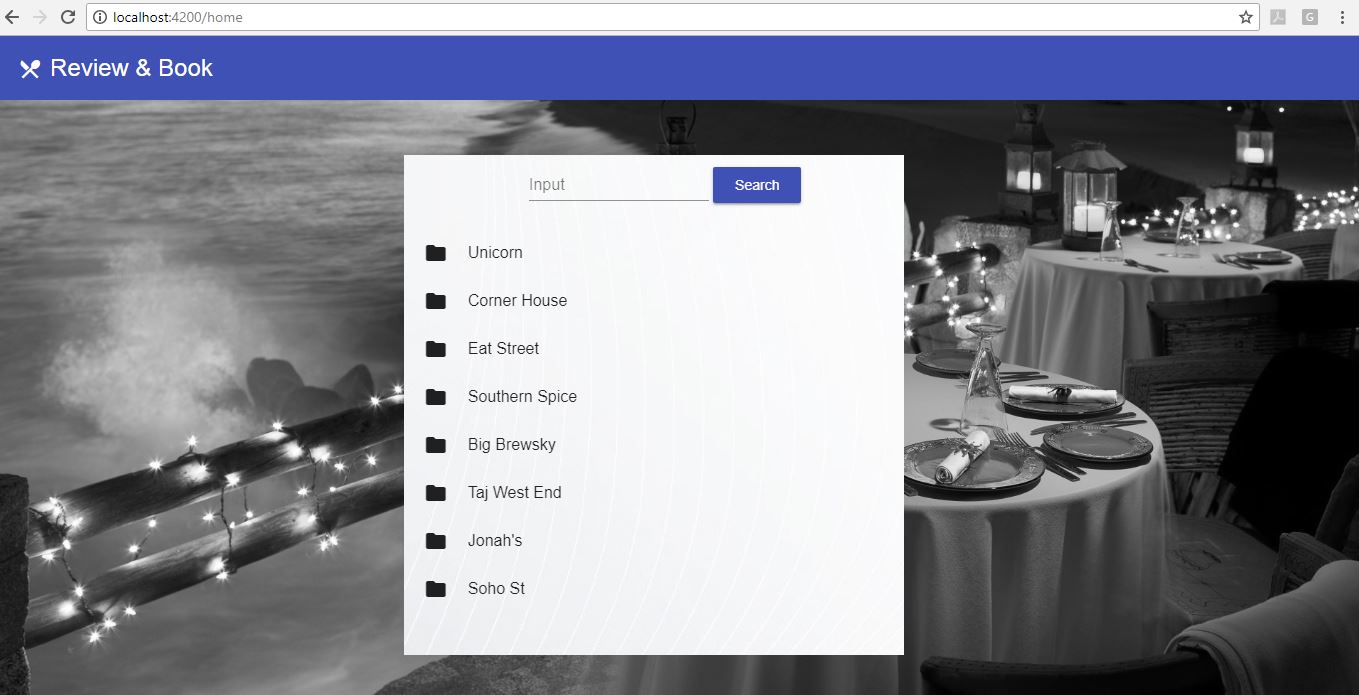 localhost:4200/home
G
Review & Book
Input
Search
Unicorn
Corner House
Eat Street
Southern Spice
Big Brewsky
Taj West End
Jonah's
Soho St